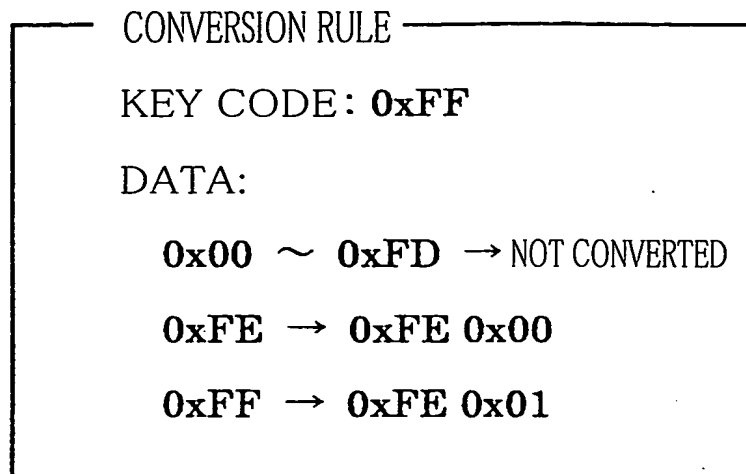 CONVERSION RULE
KEY CODE: 0xFF
DATA:
0x00 ～ 0xFD → NOT CONVERTED
0xFE → 0xFE 0x00
0xFF → 0xFE 0x01